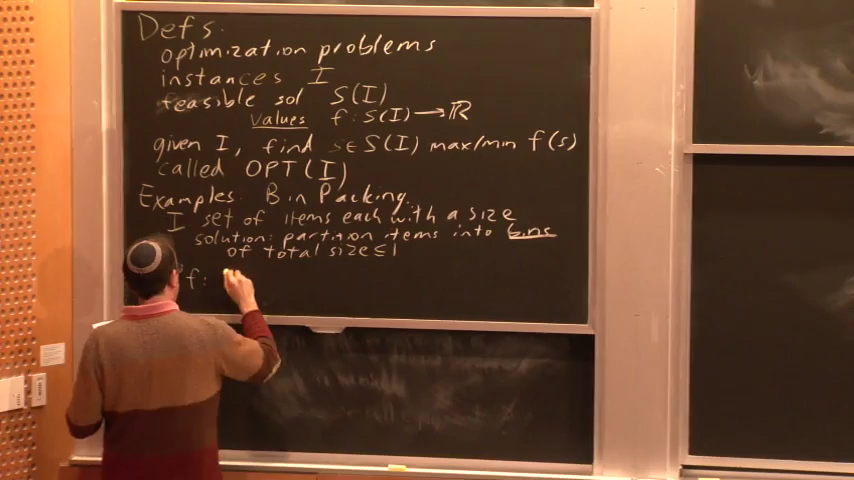 Defs.
optimization problems
instances I
feasible sol S(I)
Values f: S(I) → ℝ
given I, find s∈S(I) max/min f(s)
called OPT(I)
Examples: Bin Packing.
I set of items each with a size
solution: partition items into bins
of total size ≤ 1
f: